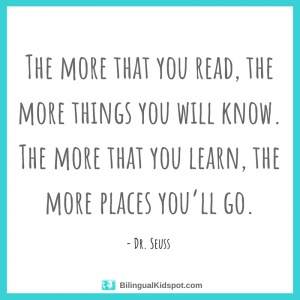 The more that you read, the
more things you will know.
The more that you learn, the
more places you'll go.
- Dr. Seuss
BilingualKidspot.com